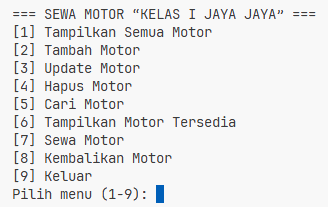 === SEWA MOTOR “KELAS I JAYA JAYA” ===
[1] Tampilkan Semua Motor
[2] Tambah Motor
[3] Update Motor
[4] Hapus Motor
[5] Cari Motor
[6] Tampilkan Motor Tersedia
[7] Sewa Motor
[8] Kembalikan Motor
[9] Keluar
Pilih menu (1-9):